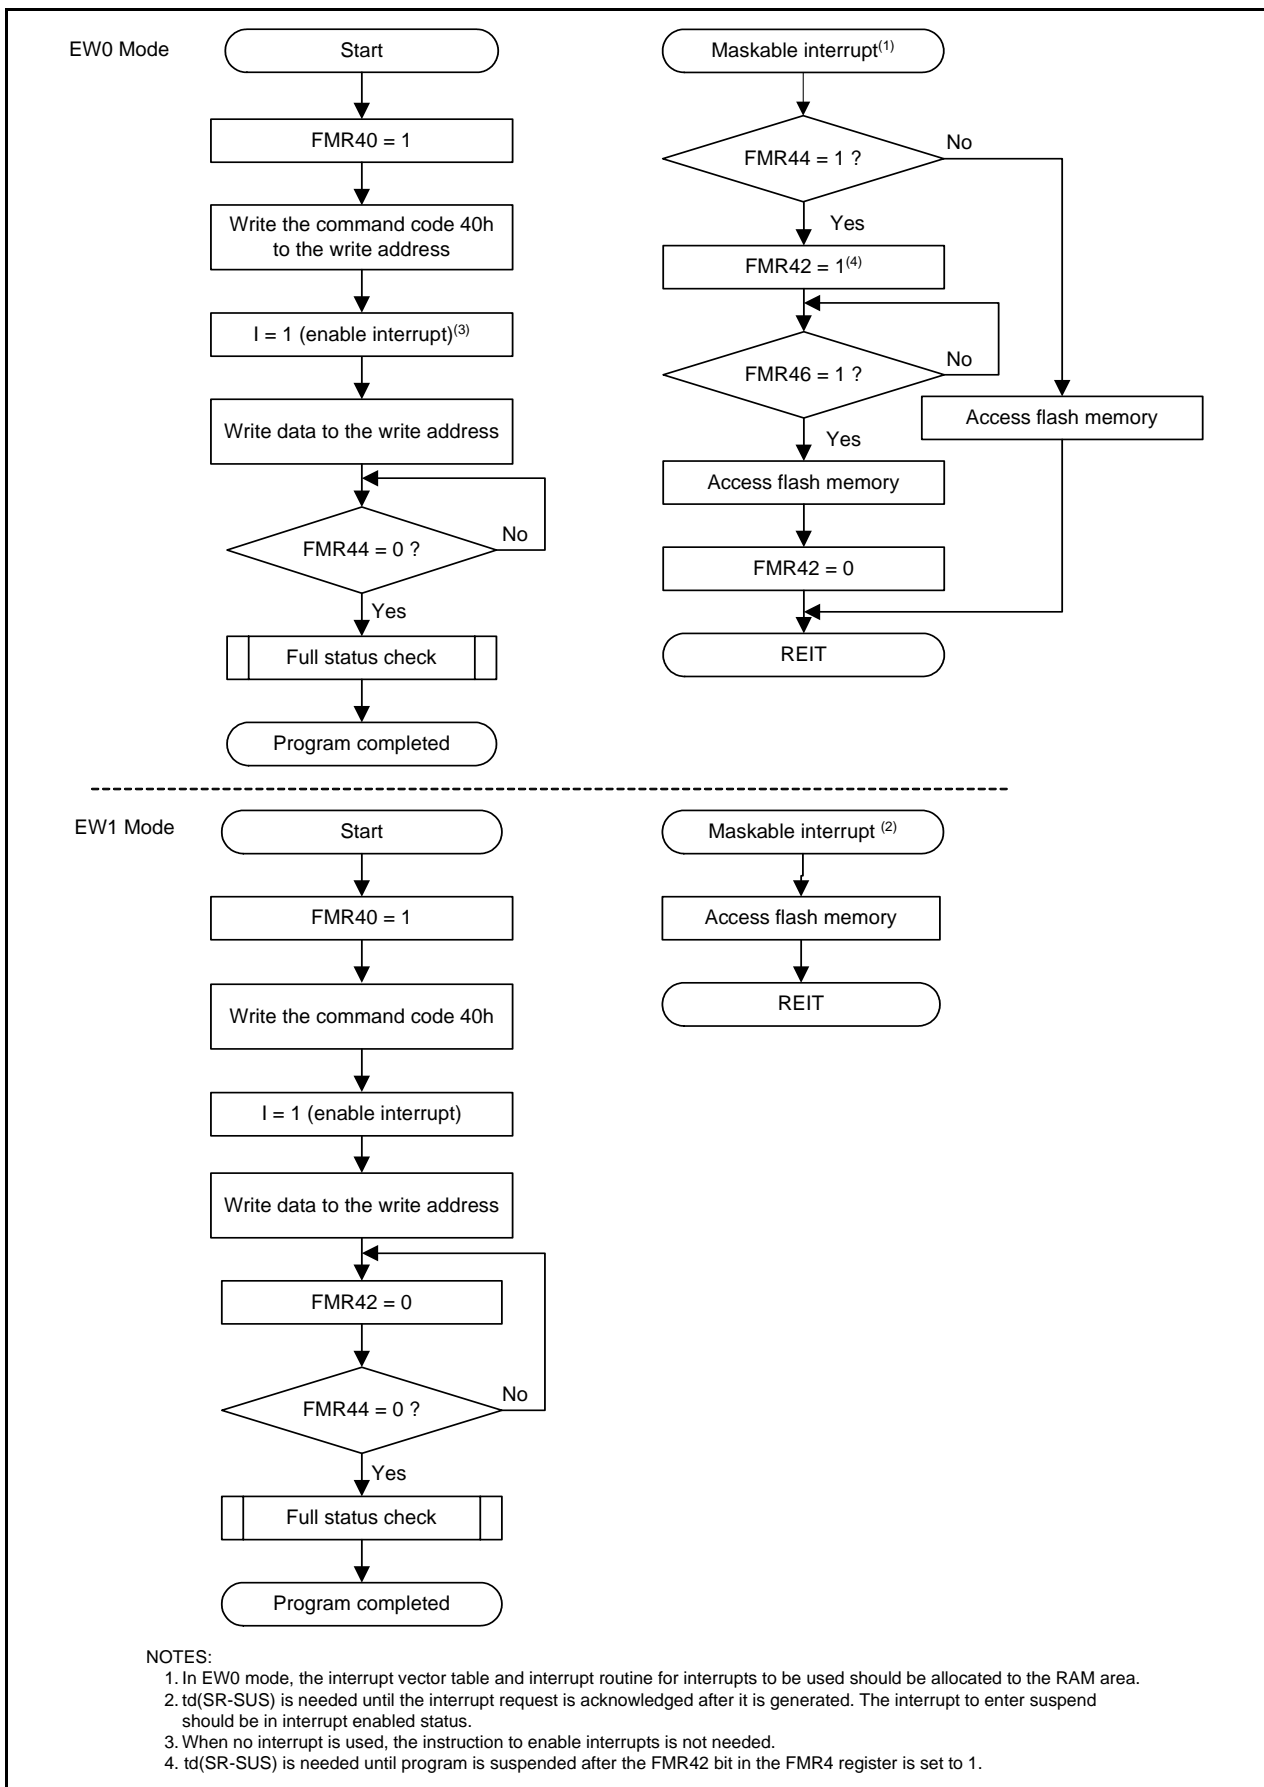 EW0 Mode
Start
FMR40 = 1
Write the command code 40h
to the write address
I = 1 (enable interrupt)(3)
Write data to the write address
FMR44 = 0 ?
No
Yes
Full status check
Program completed
Maskable interrupt(1)
FMR44 = 1 ?
No
Yes
FMR42 = 1(4)
FMR46 = 1 ?
No
Yes
Access flash memory
Access flash memory
FMR42 = 0
REIT
EW1 Mode
Start
FMR40 = 1
Write the command code 40h
I = 1 (enable interrupt)
Write data to the write address
FMR42 = 0
FMR44 = 0 ?
No
Yes
Full status check
Program completed
Maskable interrupt (2)
Access flash memory
REIT
NOTES:
1. In EW0 mode, the interrupt vector table and interrupt routine for interrupts to be used should be allocated to the RAM area.
2. td(SR-SUS) is needed until the interrupt request is acknowledged after it is generated. The interrupt to enter suspend
should be in interrupt enabled status.
3. When no interrupt is used, the instruction to enable interrupts is not needed.
4. td(SR-SUS) is needed until program is suspended after the FMR42 bit in the FMR4 register is set to 1.